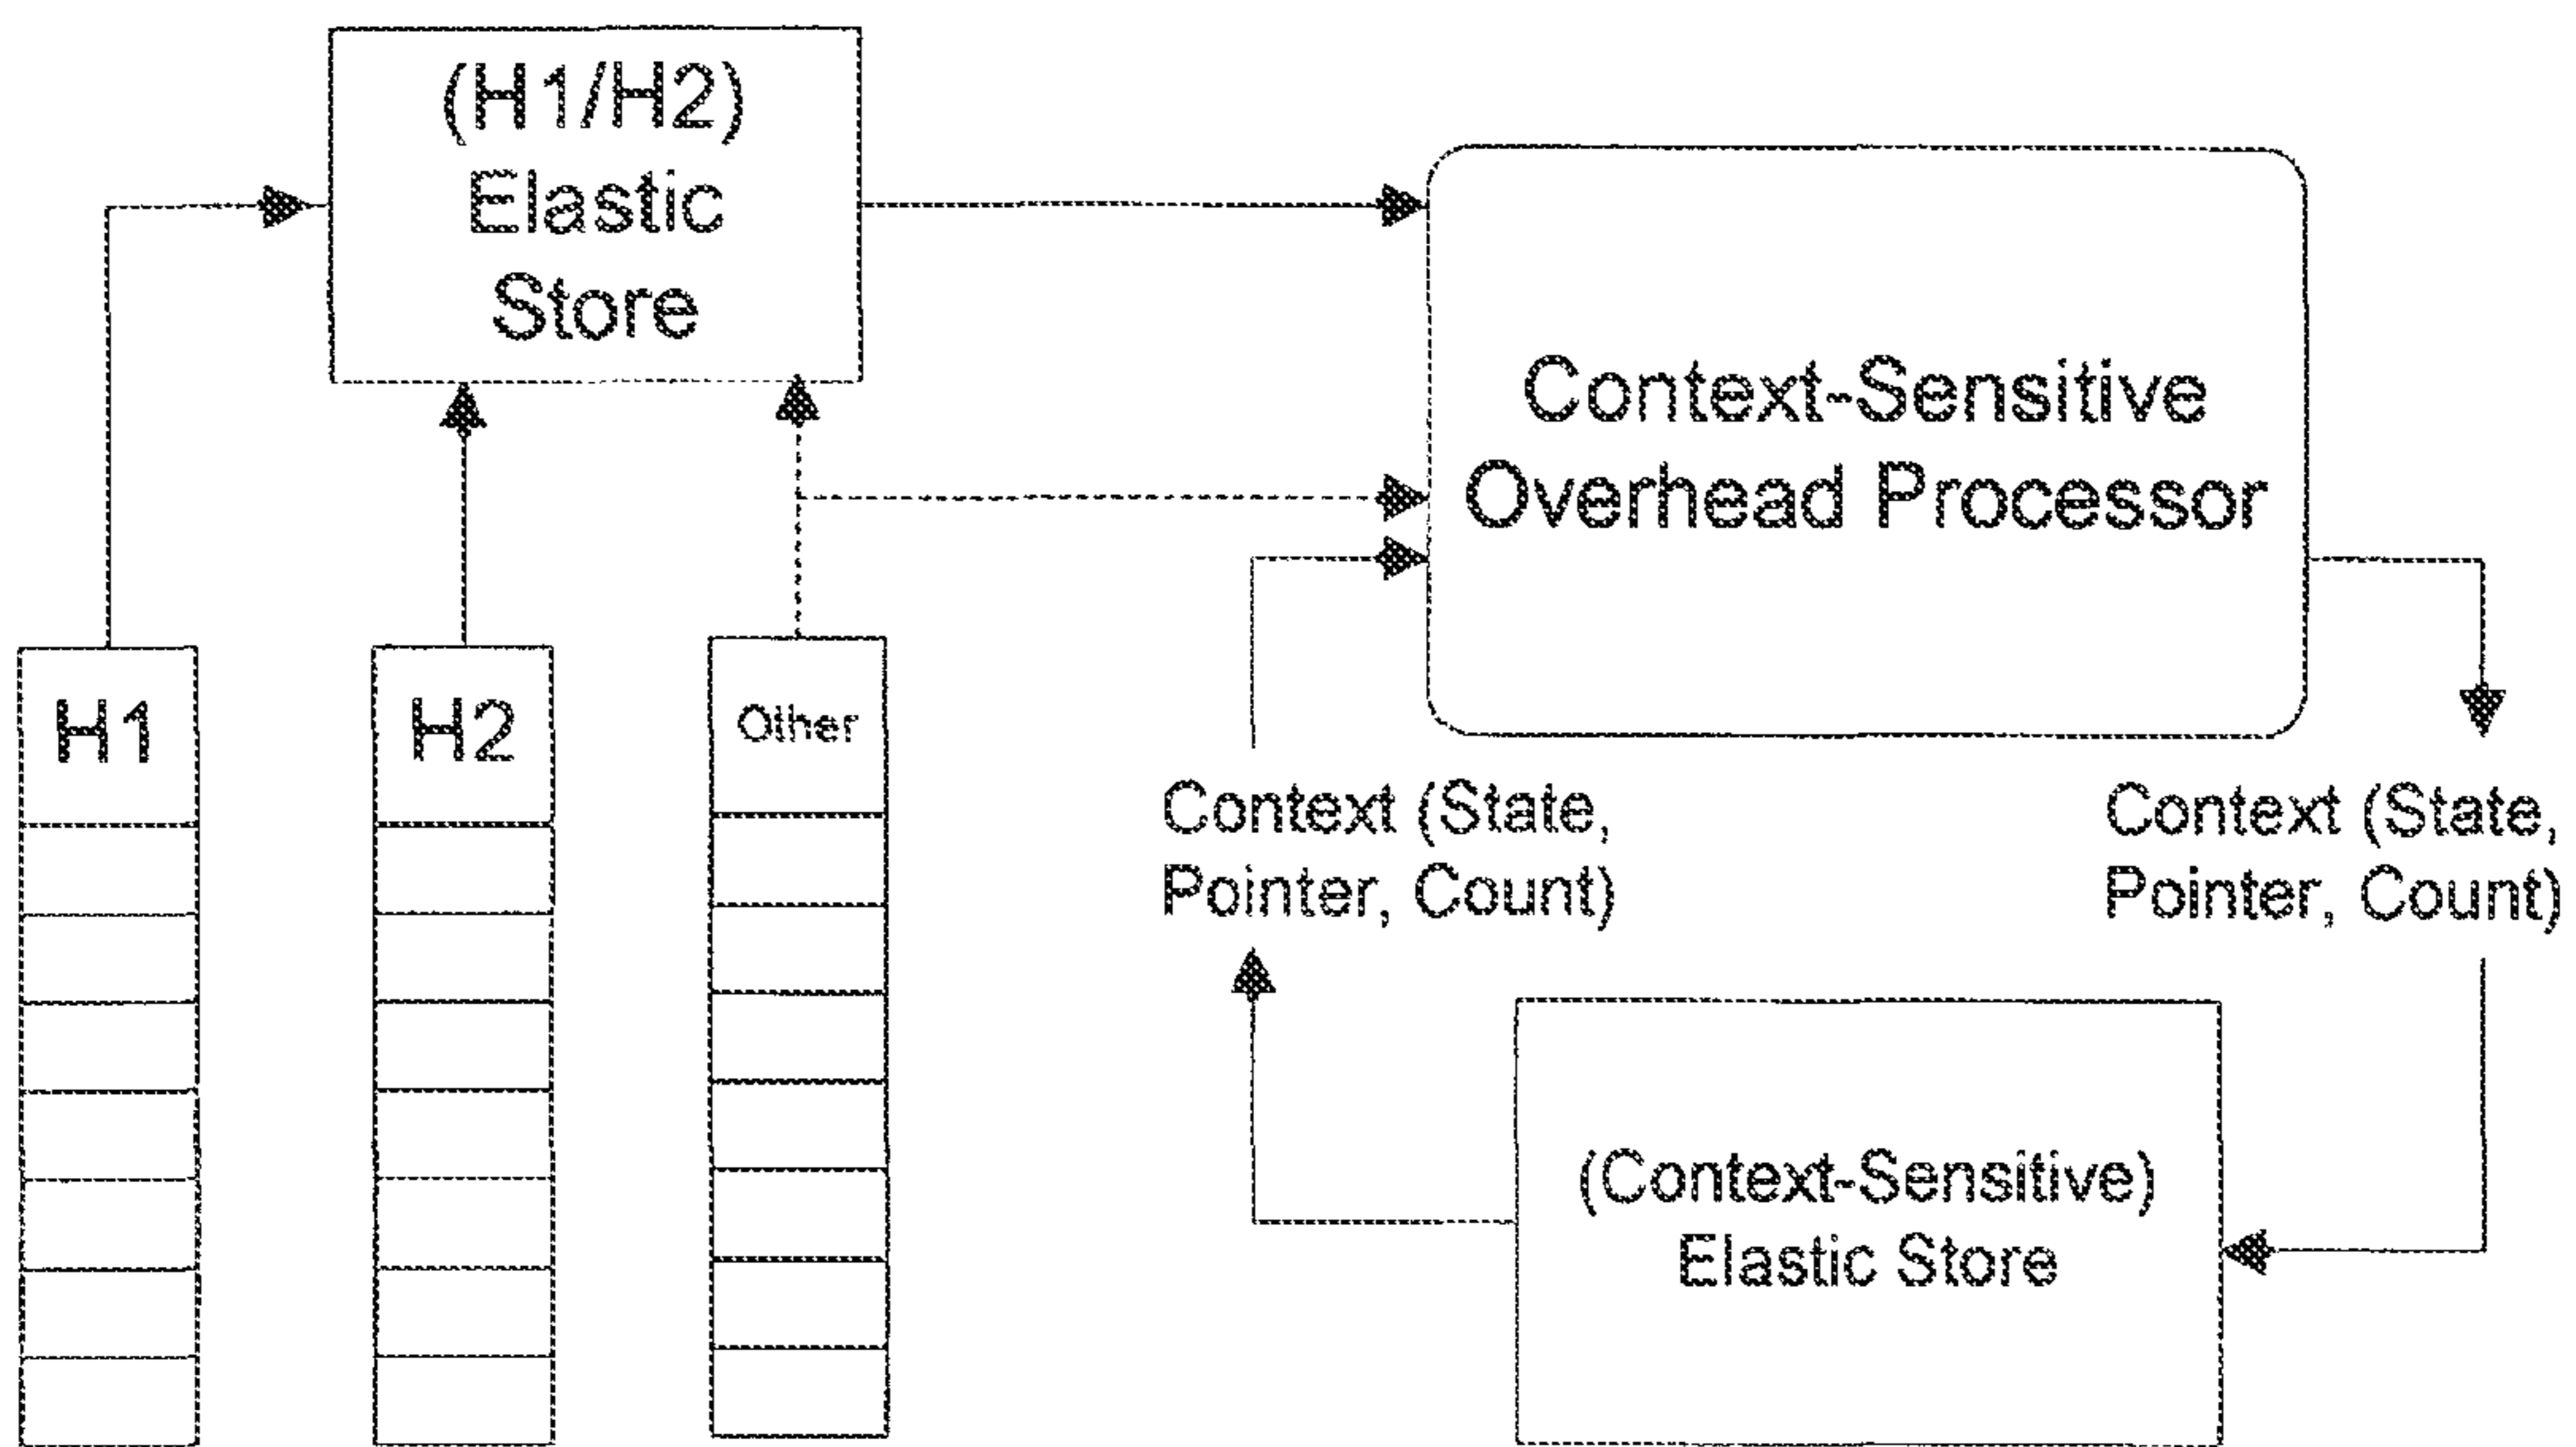 (H1/H2)
Elastic
Store
Context-Sensitive
Overhead Processor
H1
H2
Other
Context (State,
Pointer, Count)
Context (State,
Pointer, Count)
(Context-Sensitive)
Elastic Store